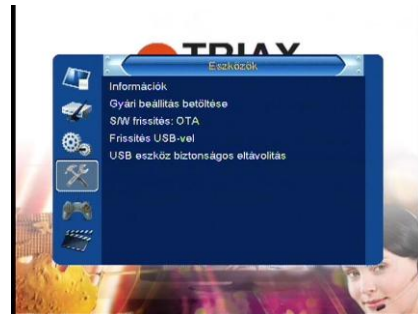 TRIAX
Eszközök
Információk
Gyári beállítás betöltése
S/W frissítés: OTA
Frissítés USB-vel
USB eszköz biztonságos eltávolítás